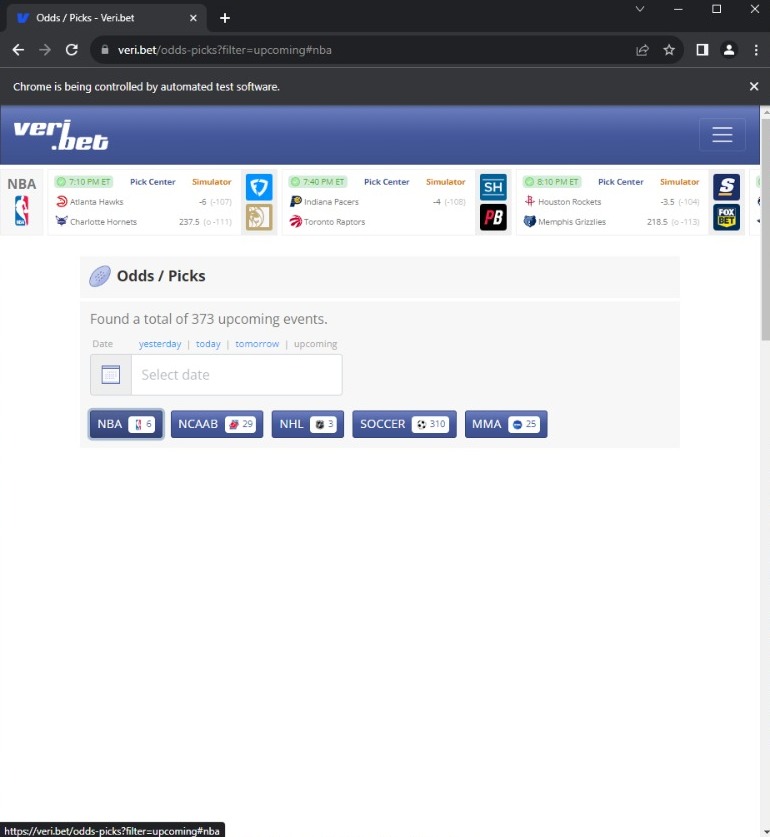 Odds / Picks - Veri.bet
veri.bet/odds-picks?filter=upcoming#nba
Chrome is being controlled by automated test software.
veri.bet
NBA
7:10 PM ET Pick Center Simulator
Atlanta Hawks -6 (-107)
Charlotte Hornets 237.5 (o -111)
7:40 PM ET Pick Center Simulator
SH
Indiana Pacers -4 (-108)
Toronto Raptors
PB
8:10 PM ET Pick Center Simulator
S
Houston Rockets -3.5 (-104)
Memphis Grizzlies 218.5 (o -113)
FOX BET
Odds / Picks
Found a total of 373 upcoming events.
Date yesterday | today | tomorrow | upcoming
Select date
NBA 6 NCAAB 29 NHL 3 SOCCER 310 MMA 25
https://veri.bet/odds-picks?filter=upcoming#nba